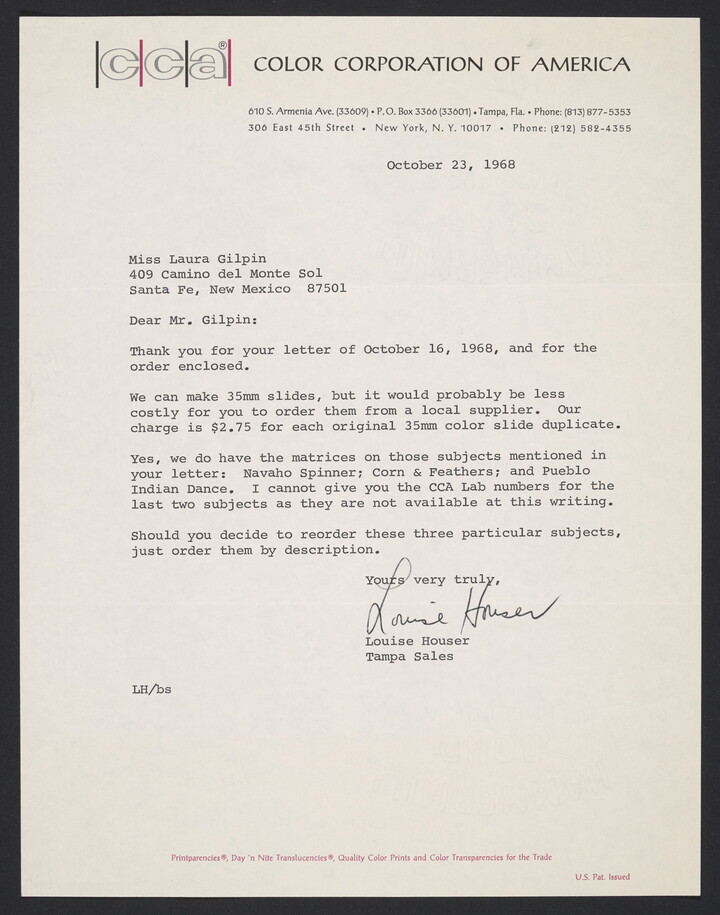 cca®
COLOR CORPORATION OF AMERICA
610 S. Armenia Ave. (33609) • P. O. Box 3366 (33601) • Tampa, Fla. • Phone: (813) 877-5353
306 East 45th Street • New York, N. Y. 10017 • Phone: (212) 582-4355
October 23, 1968
Miss Laura Gilpin
409 Camino del Monte Sol
Santa Fe, New Mexico 87501
Dear Mr. Gilpin:
Thank you for your letter of October 16, 1968, and for the
order enclosed.
We can make 35mm slides, but it would probably be less
costly for you to order them from a local supplier. Our
charge is $2.75 for each original 35mm color slide duplicate.
Yes, we do have the matrices on those subjects mentioned in
your letter: Navaho Spinner; Corn & Feathers; and Pueblo
Indian Dance. I cannot give you the CCA Lab numbers for the
last two subjects as they are not available at this writing.
Should you decide to reorder these three particular subjects,
just order them by description.
Yours very truly,
Louise Houser
Louise Houser
Tampa Sales
LH/bs
Printparencies®, Day 'n Nite Translucencies®, Quality Color Prints and Color Transparencies for the Trade
U.S. Pat. Issued